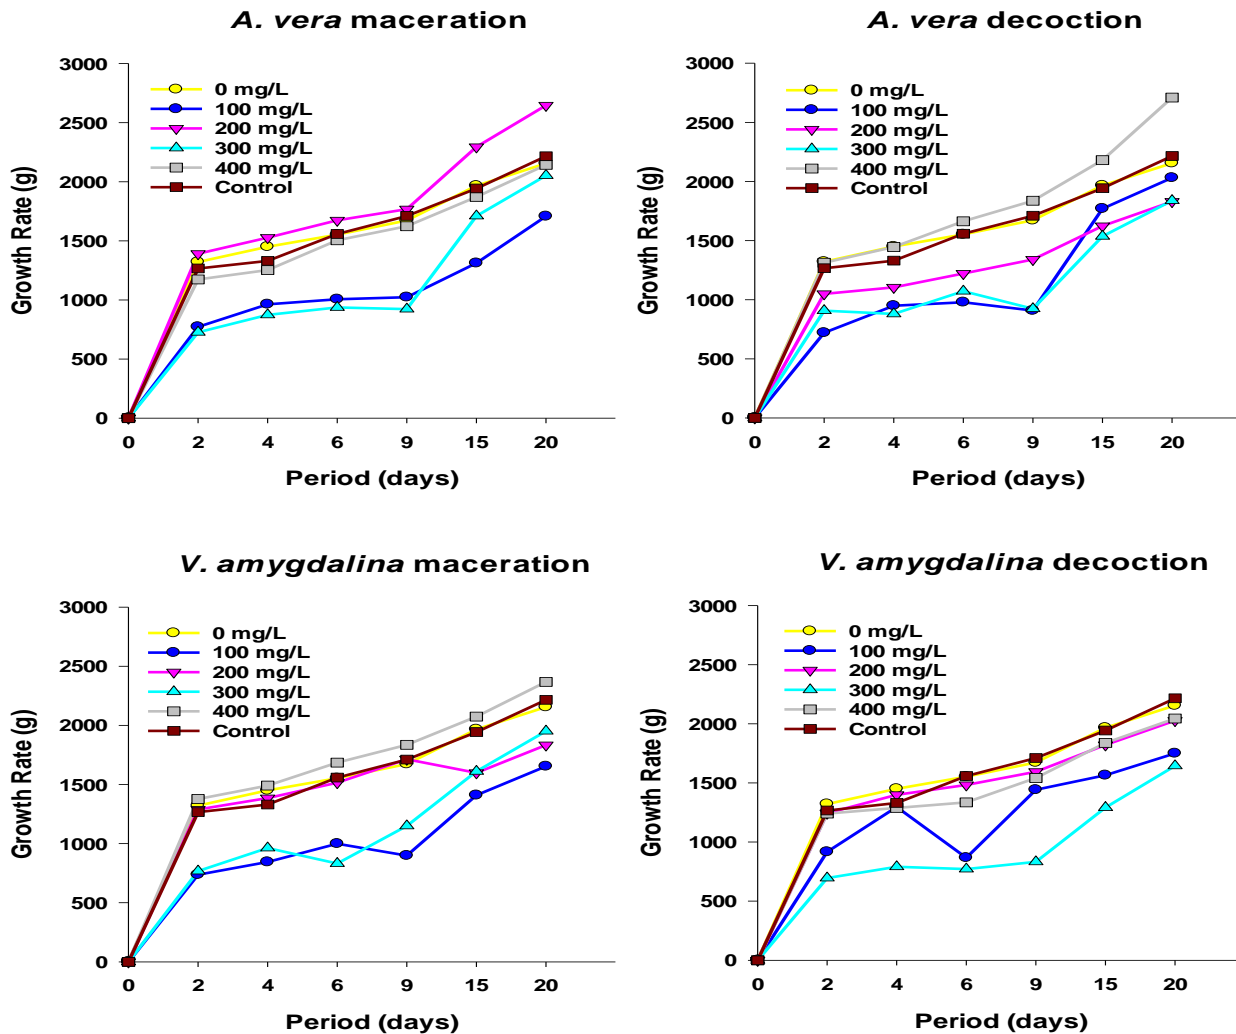 A. vera maceration
3000
2500
2000
1500
1000
500
0
Growth Rate (g)
0 mg/L
100 mg/L
200 mg/L
300 mg/L
400 mg/L
Control
0 2 4 6 9 15 20
Period (days)
A. vera decoction
3000
2500
2000
1500
1000
500
0
Growth Rate (g)
0 mg/L
100 mg/L
200 mg/L
300 mg/L
400 mg/L
Control
0 2 4 6 9 15 20
Period (days)
V. amygdalina maceration
3000
2500
2000
1500
1000
500
0
Growth Rate (g)
0 mg/L
100 mg/L
200 mg/L
300 mg/L
400 mg/L
Control
0 2 4 6 9 15 20
Period (days)
V. amygdalina decoction
3000
2500
2000
1500
1000
500
0
Growth Rate (g)
0 mg/L
100 mg/L
200 mg/L
300 mg/L
400 mg/L
Control
0 2 4 6 9 15 20
Period (days)